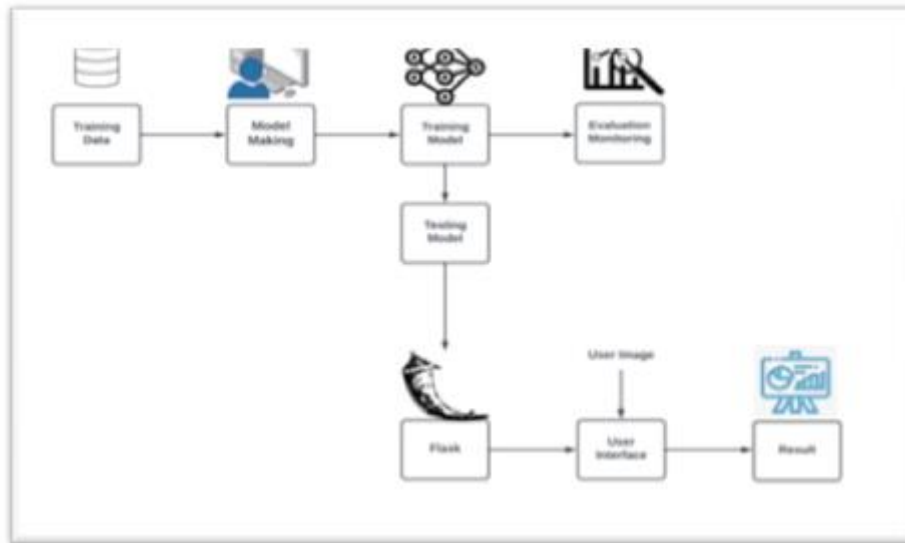 Training
Data
Model
Making
Training
Model
Evaluation
Monitoring
Testing
Model
User Image
Flask
User
Interface
Result